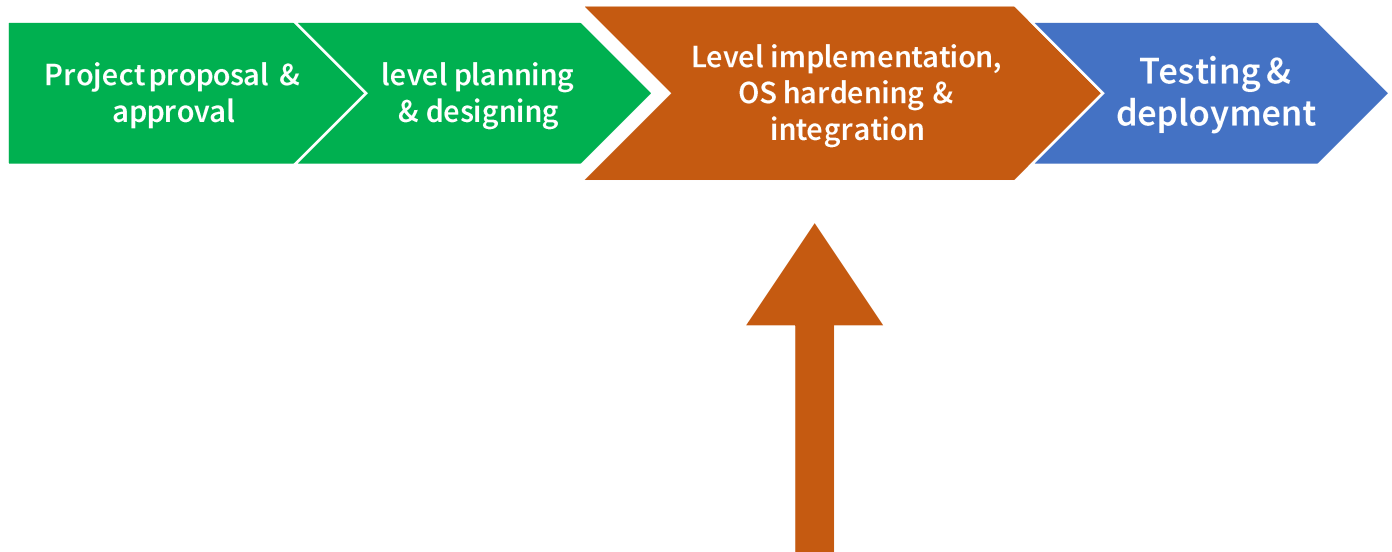 Project proposal &
approval
level planning
& designing
Level implementation,
OS hardening &
integration
Testing &
deployment